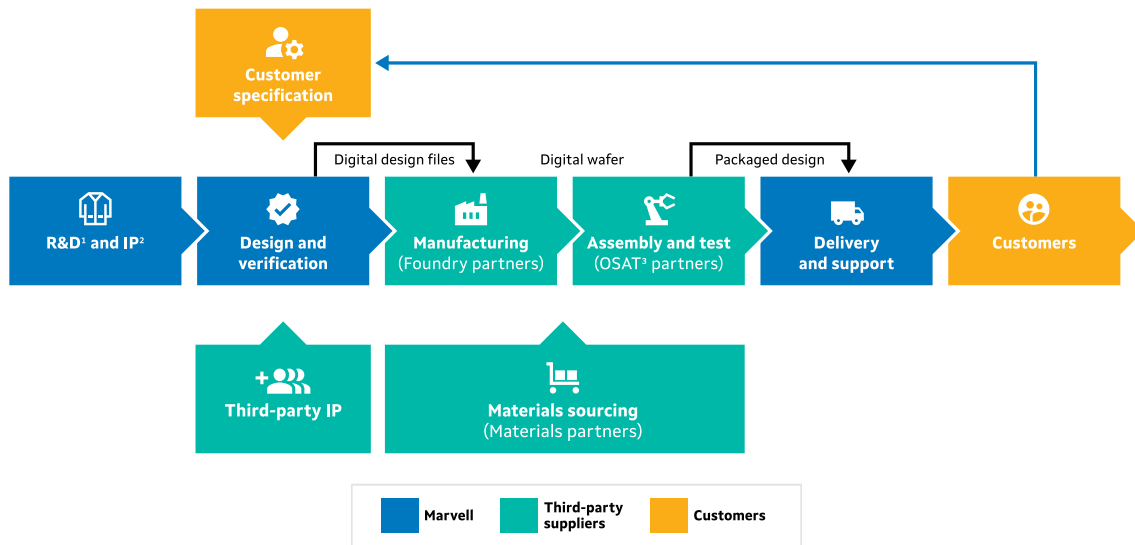 Customer
specification
Digital design files
Digital wafer
Packaged design
R&D¹ and IP²
Design and
verification
Manufacturing
(Foundry partners)
Assembly and test
(OSAT³ partners)
Delivery
and support
Customers
Third-party IP
Materials sourcing
(Materials partners)
Marvell
Third-party
suppliers
Customers